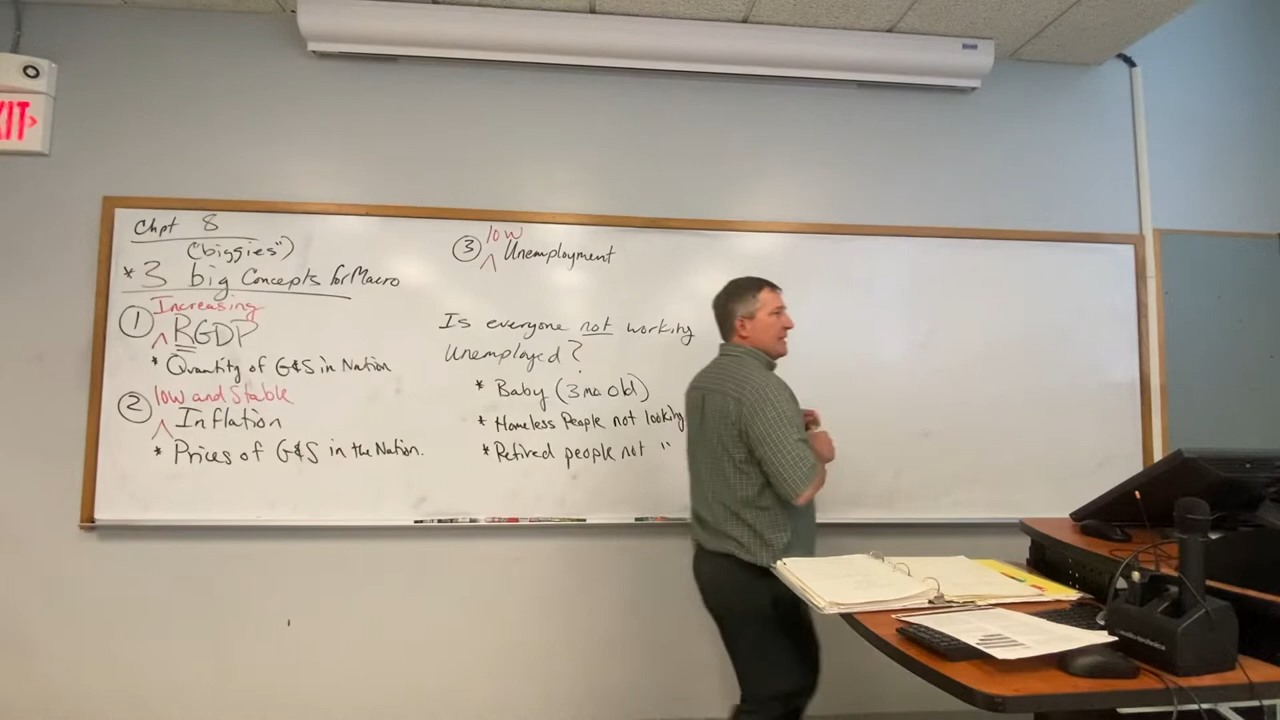 EXIT
Chpt 8
("biggies")
* 3 big Concepts for Macro
Increasing
① ^ RGDP
* Quantity of G&S in Nation
low and Stable
② ^ Inflation
* Prices of G&S in the Nation.
low
③ ^ Unemployment
Is everyone not working
Unemployed?
* Baby (3 mo old)
* Homeless People not looking
* Retired people not "